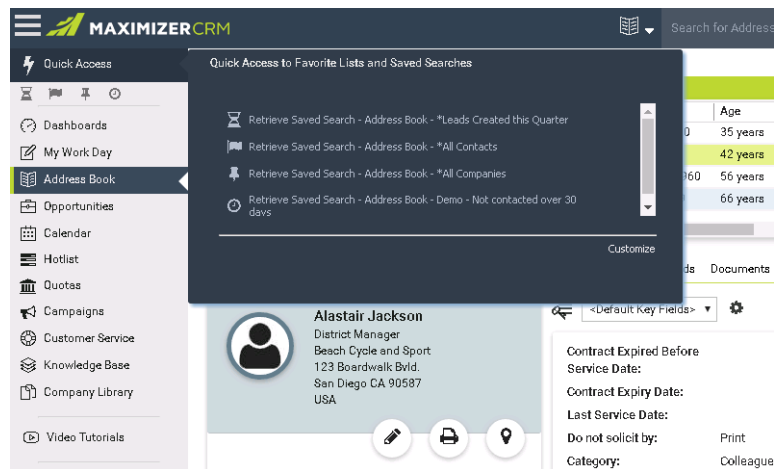 MAXIMIZER CRM
Search for Address
Quick Access
Quick Access to Favorite Lists and Saved Searches
Dashboards
My Work Day
Address Book
Opportunities
Calendar
Hotlist
Quotas
Campaigns
Customer Service
Knowledge Base
Company Library
Video Tutorials
Retrieve Saved Search - Address Book - *Leads Created this Quarter
Retrieve Saved Search - Address Book - *All Contacts
Retrieve Saved Search - Address Book - *All Companies
Retrieve Saved Search - Address Book - Demo - Not contacted over 30
days
Customize
Age
35 years
42 years
960 56 years
66 years
Documents
Alastair Jackson
District Manager
Beach Cycle and Sport
123 Boardwalk Bvld.
San Diego CA 90587
USA
<Default Key Fields>
Contract Expired Before
Service Date:
Contract Expiry Date:
Last Service Date:
Do not solicit by: Print
Category: Colleague